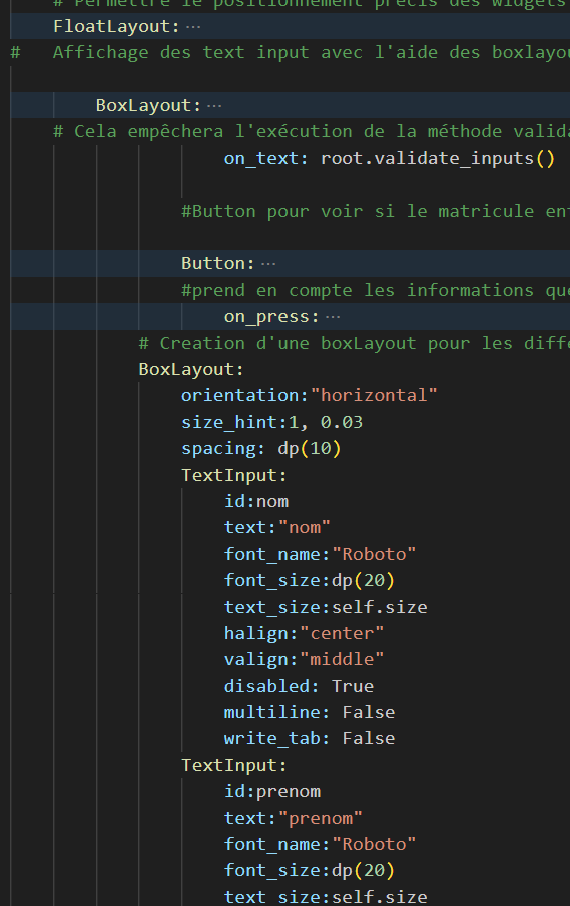 # Permettre le positionnement précis des widgets
FloatLayout: ···
# Affichage des text input avec l'aide des boxlayou
BoxLayout: ···
# Cela empêchera l'exécution de la méthode valida
on_text: root.validate_inputs()
#Button pour voir si le matricule ent
Button: ···
#prend en compte les informations que
on_press: ···
# Creation d'une boxLayout pour les diffé
BoxLayout:
orientation:"horizontal"
size_hint:1, 0.03
spacing: dp(10)
TextInput:
id:nom
text:"nom"
font_name:"Roboto"
font_size:dp(20)
text_size:self.size
halign:"center"
valign:"middle"
disabled: True
multiline: False
write_tab: False
TextInput:
id:prenom
text:"prenom"
font_name:"Roboto"
font_size:dp(20)
text_size:self.size